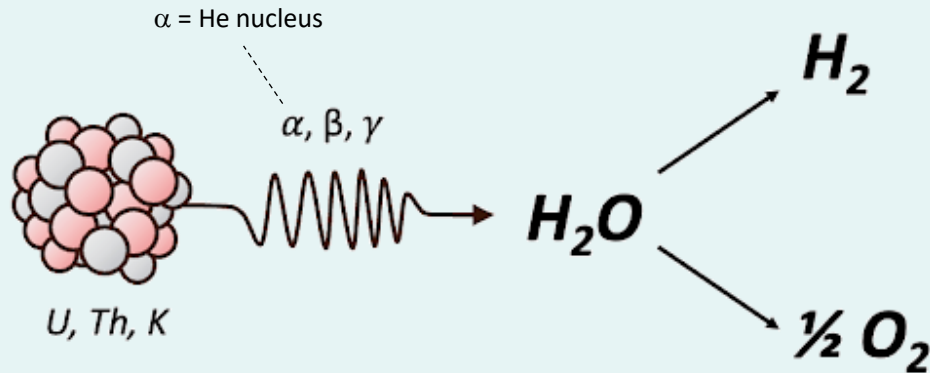 α = He nucleus
α, β, γ
H₂
H₂O
U, Th, K
½ O₂